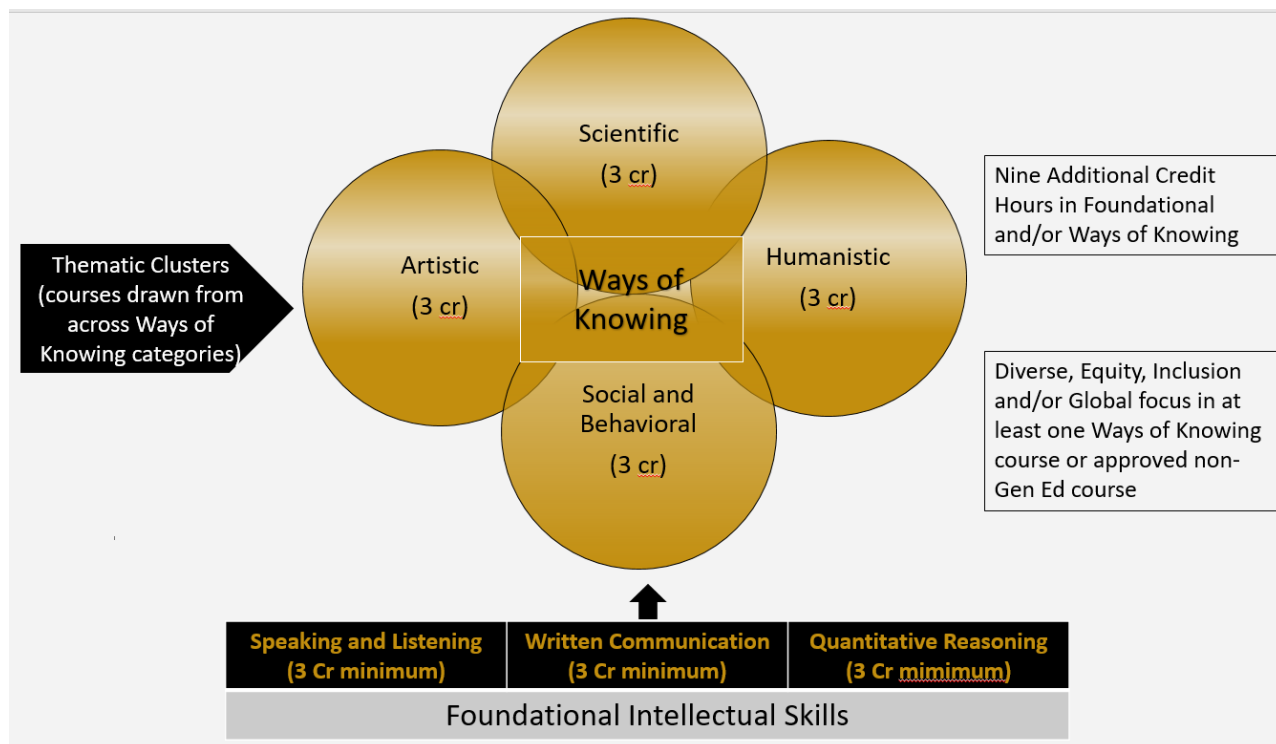 Scientific
(3 cr)
Artistic
(3 cr)
Ways of
Knowing
Humanistic
(3 cr)
Social and
Behavioral
(3 cr)
Thematic Clusters
(courses drawn from
across Ways of
Knowing categories)
Nine Additional Credit
Hours in Foundational
and/or Ways of Knowing
Diverse, Equity, Inclusion
and/or Global focus in at
least one Ways of Knowing
course or approved non-
Gen Ed course
Speaking and Listening
(3 Cr minimum)
Written Communication
(3 Cr minimum)
Quantitative Reasoning
(3 Cr mimimum)
Foundational Intellectual Skills